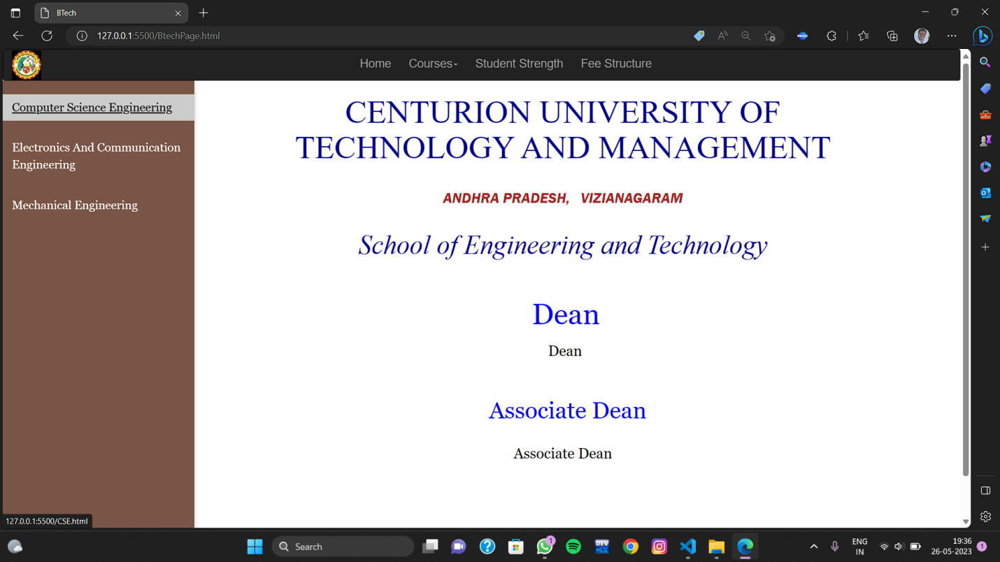 BTech
127.0.0.1:5500/BtechPage.html
Home Courses Student Strength Fee Structure
Computer Science Engineering
Electronics And Communication
Engineering
Mechanical Engineering
CENTURION UNIVERSITY OF
TECHNOLOGY AND MANAGEMENT
ANDHRA PRADESH, VIZIANAGARAM
School of Engineering and Technology
Dean
Dean
Associate Dean
Associate Dean
127.0.0.1:5500/CSE.html
Search
1
DEV
ENG
IN
19:36
26-05-2023
1